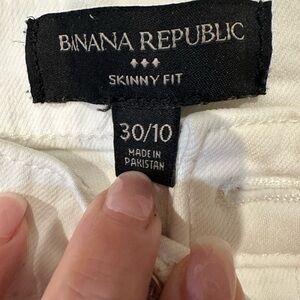 BANANA REPUBLIC
SKINNY FIT
30/10
MADE IN
PAKISTAN